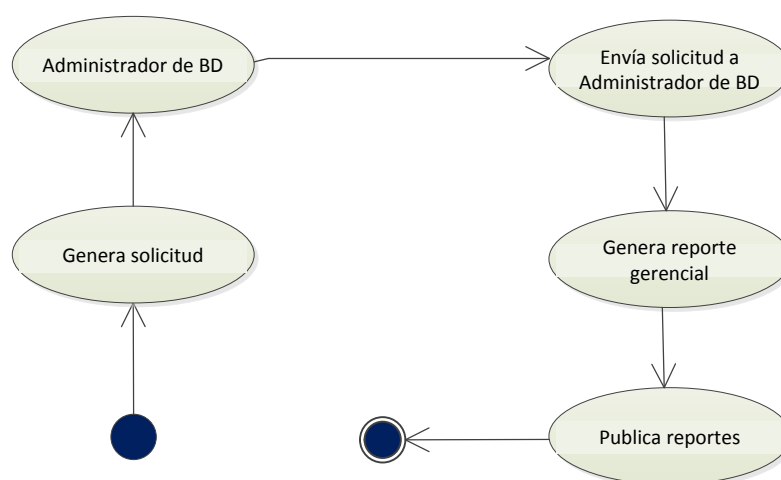 Administrador de BD
Envía solicitud a
Administrador de BD
Genera solicitud
Genera reporte
gerencial
Publica reportes